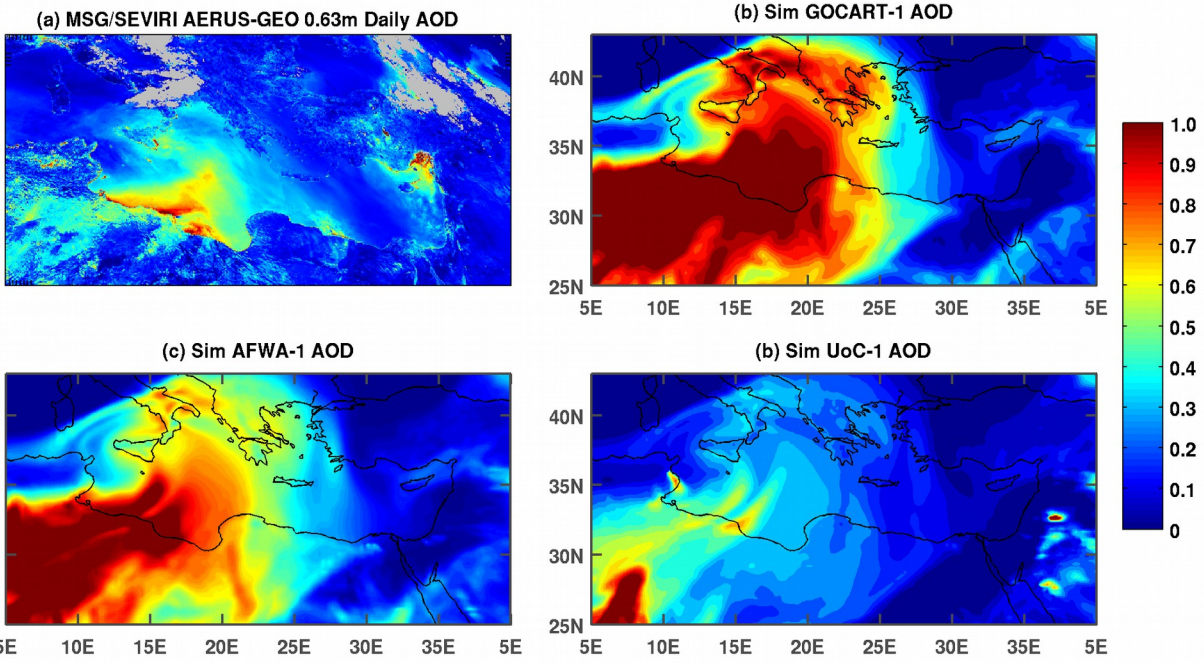 (a) MSG/SEVIRI AERUS-GEO 0.63m Daily AOD
(b) Sim GOCART-1 AOD
40N
35N
30N
25N
5E 10E 15E 20E 25E 30E 35E 5E
1.0
0.9
0.8
0.7
0.6
0.5
0.4
0.3
0.2
0.1
0
(c) Sim AFWA-1 AOD
5E 10E 15E 20E 25E 30E 35E 5E
(b) Sim UoC-1 AOD
40N
35N
30N
25N
5E 10E 15E 20E 25E 30E 35E 5E